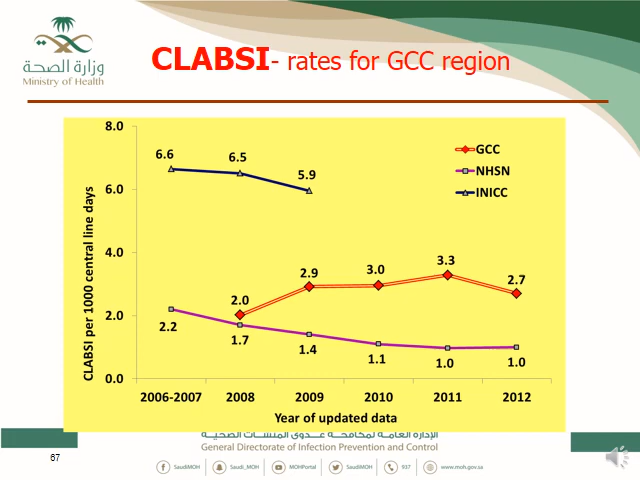 وزارة الصحة
Ministry of Health
CLABSI- rates for GCC region
CLABSI per 1000 central line days
8.0
6.0
4.0
2.0
0.0
6.6
6.5
5.9
2.0
2.9
3.0
3.3
2.7
2.2
1.7
1.4
1.1
1.0
1.0
GCC
NHSN
INICC
2006-2007
2008
2009
2010
2011
2012
Year of updated data
الإدارة العامة لمكافحة عدوى المنشآت الصحية
General Directorate of Infection Prevention and Control
67
SaudiMOH
Saudi_MOH
MOHPortal
SaudiMOH
937
www.moh.gov.sa